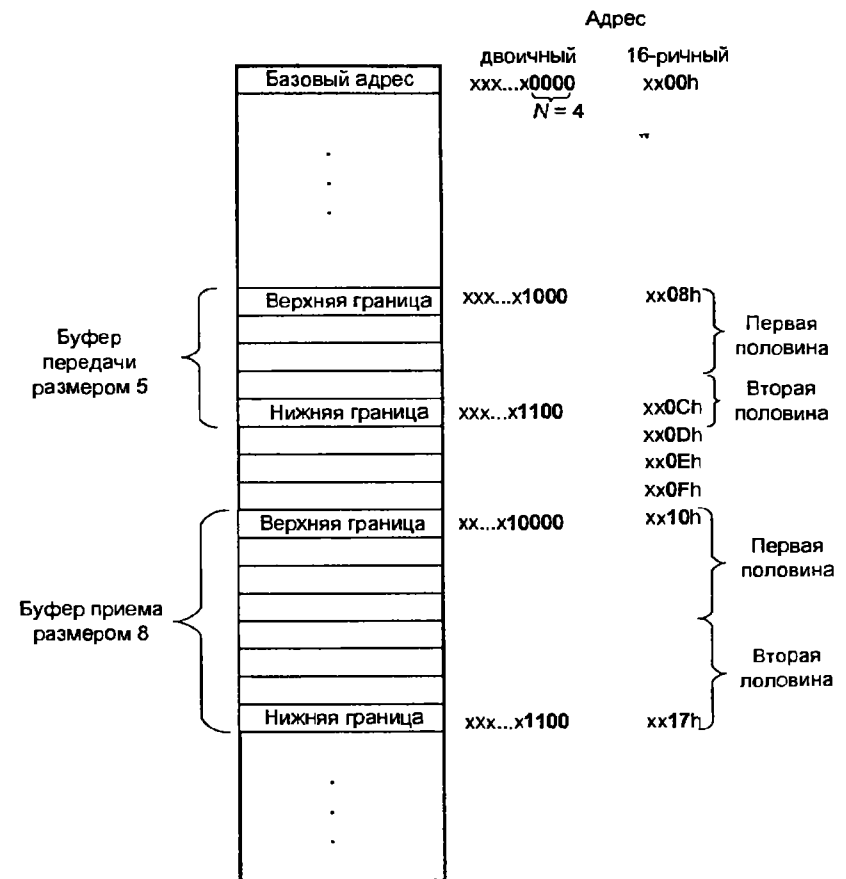 Адрес
двоичный 16-ричный
Базовый адрес xxx...x0000 xx00h
N = 4
Верхняя граница xxx...x1000 xx08h
Первая
половина
Буфер
передачи
размером 5
Вторая
половина
Нижняя граница xxx...x1100 xx0Ch
xx0Dh
xx0Eh
xx0Fh
Верхняя граница xx...x10000 xx10h
Первая
половина
Буфер приема
размером 8
Вторая
половина
Нижняя граница xxx...x1100 xx17h